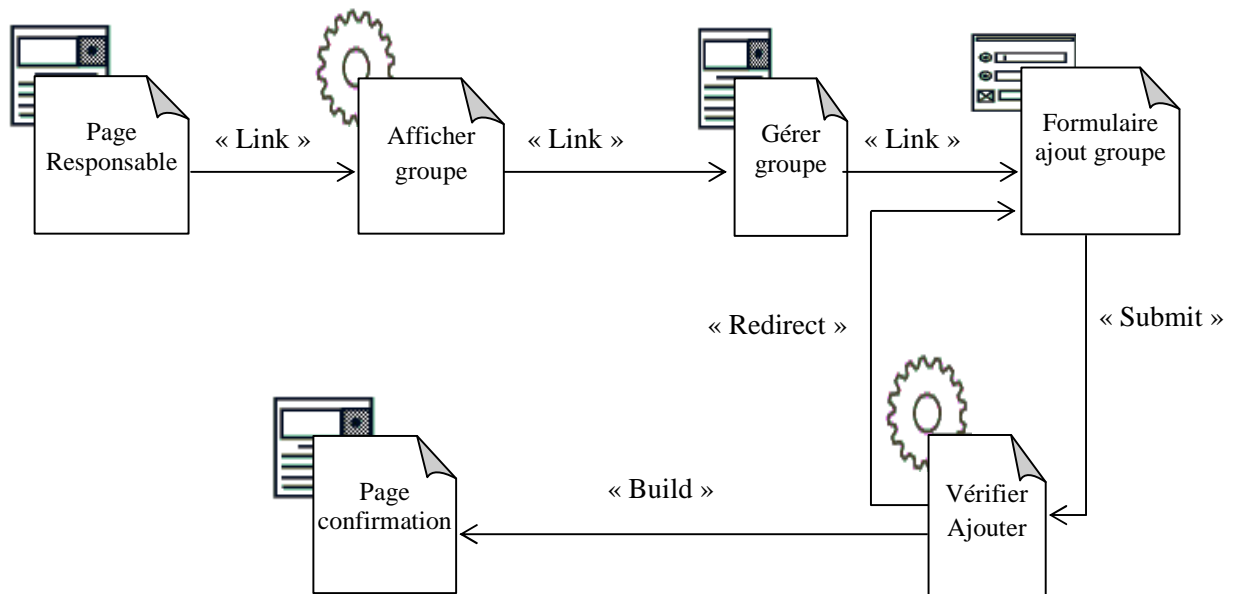 Page
Responsable
« Link »
Afficher
groupe
« Link »
Gérer
groupe
« Link »
Formulaire
ajout groupe
« Redirect »
« Submit »
Page
confirmation
« Build »
Vérifier
Ajouter